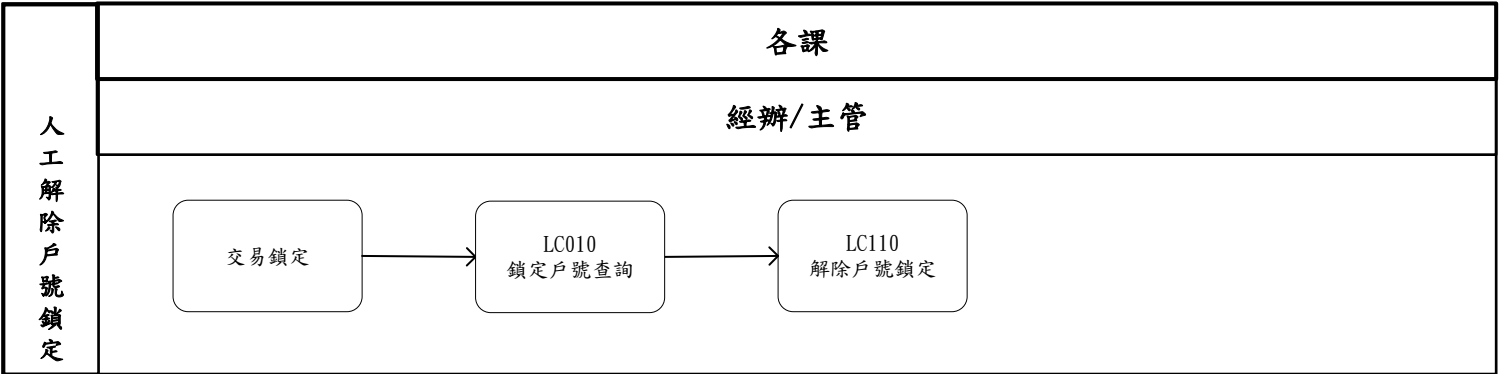 各課
經辦/主管
人工解除戶號鎖定
交易鎖定
LC010
鎖定戶號查詢
LC110
解除戶號鎖定